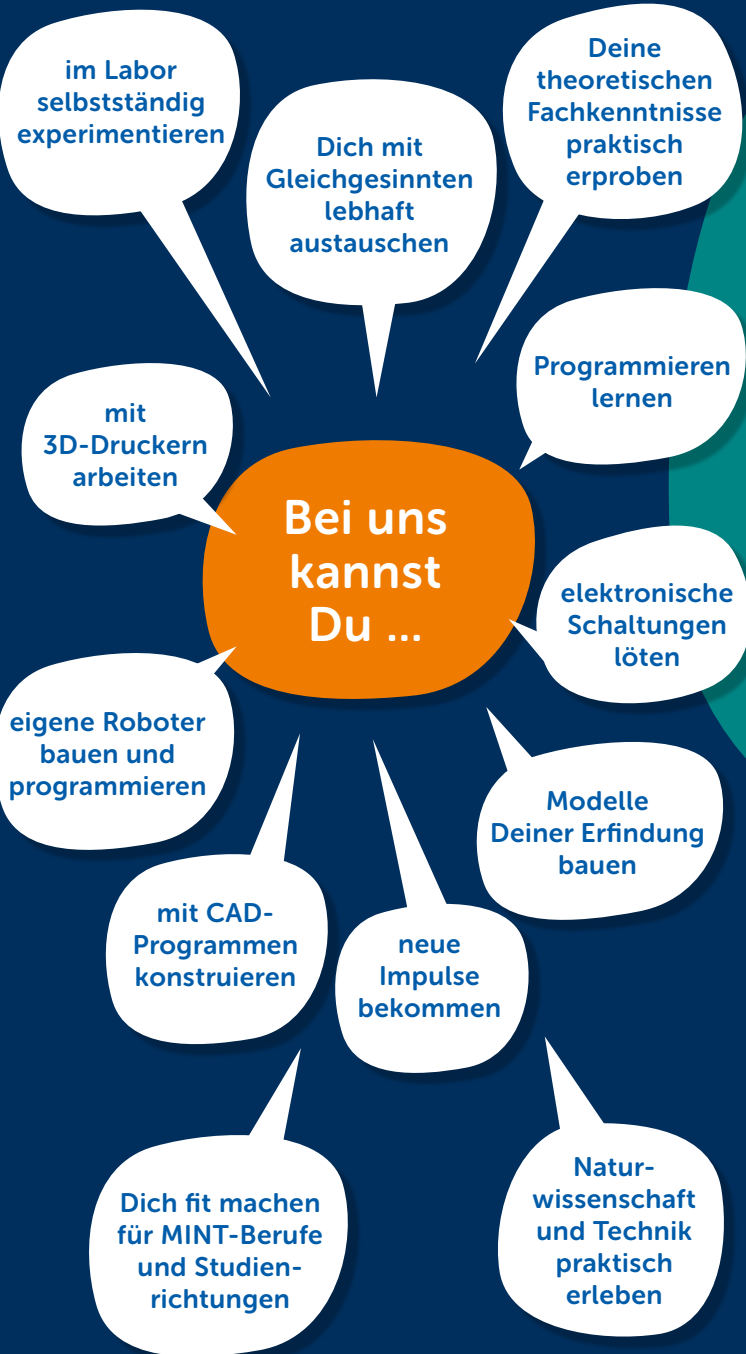 im Labor
selbstständig
experimentieren
Dich mit
Gleichgesinnten
lebhaft
austauschen
Deine
theoretischen
Fachkenntnisse
praktisch
erproben
Programmieren
lernen
mit
3D-Druckern
arbeiten
Bei uns
kannst
Du ...
elektronische
Schaltungen
löten
eigene Roboter
bauen und
programmieren
Modelle
Deiner Erfindung
bauen
mit CAD-
Programmen
konstruieren
neue
Impulse
bekommen
Dich fit machen
für MINT-Berufe
und Studien-
richtungen
Natur-
wissenschaft
und Technik
praktisch
erleben